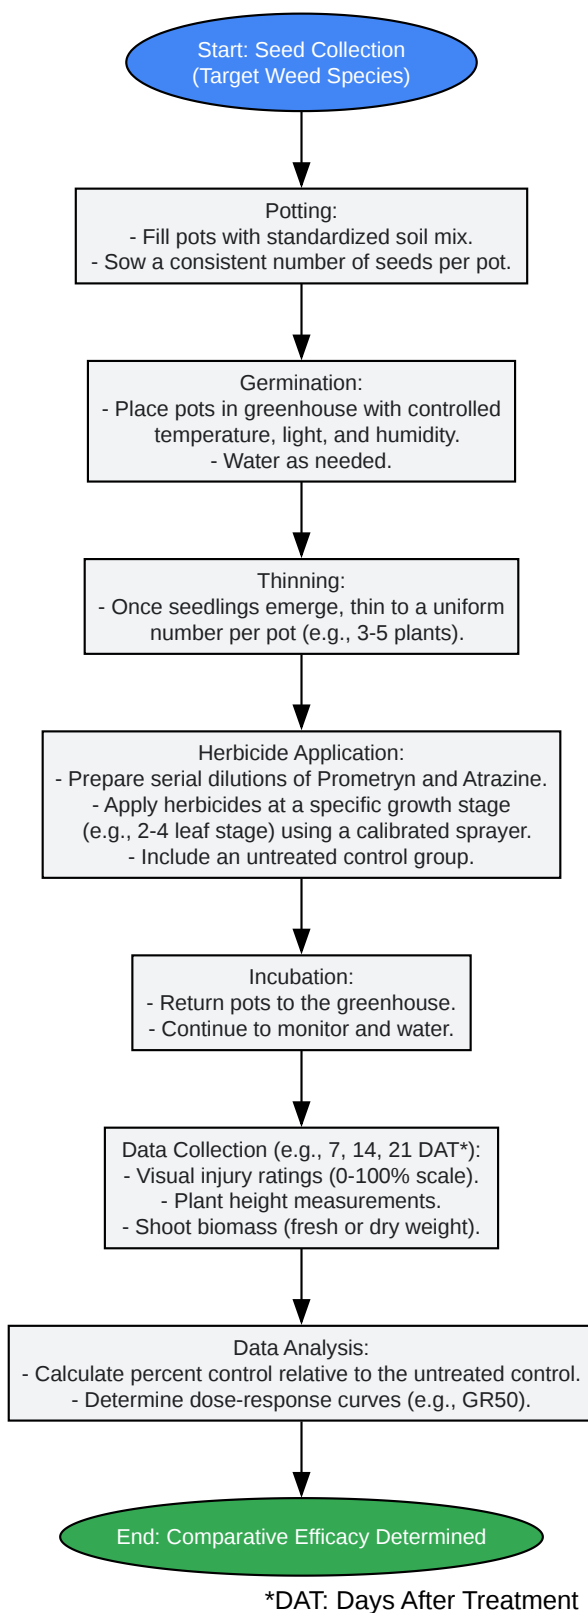 Start: Seed Collection
(Target Weed Species)
Potting:
- Fill pots with standardized soil mix.
- Sow a consistent number of seeds per pot.
Germination:
- Place pots in greenhouse with controlled
temperature, light, and humidity.
- Water as needed.
Thinning:
- Once seedlings emerge, thin to a uniform
number per pot (e.g., 3-5 plants).
Herbicide Application:
- Prepare serial dilutions of Prometryn and Atrazine.
- Apply herbicides at a specific growth stage
(e.g., 2-4 leaf stage) using a calibrated sprayer.
- Include an untreated control group.
Incubation:
- Return pots to the greenhouse.
- Continue to monitor and water.
Data Collection (e.g., 7, 14, 21 DAT*):
- Visual injury ratings (0-100% scale).
- Plant height measurements.
- Shoot biomass (fresh or dry weight).
Data Analysis:
- Calculate percent control relative to the untreated control.
- Determine dose-response curves (e.g., GR50).
End: Comparative Efficacy Determined
*DAT: Days After Treatment